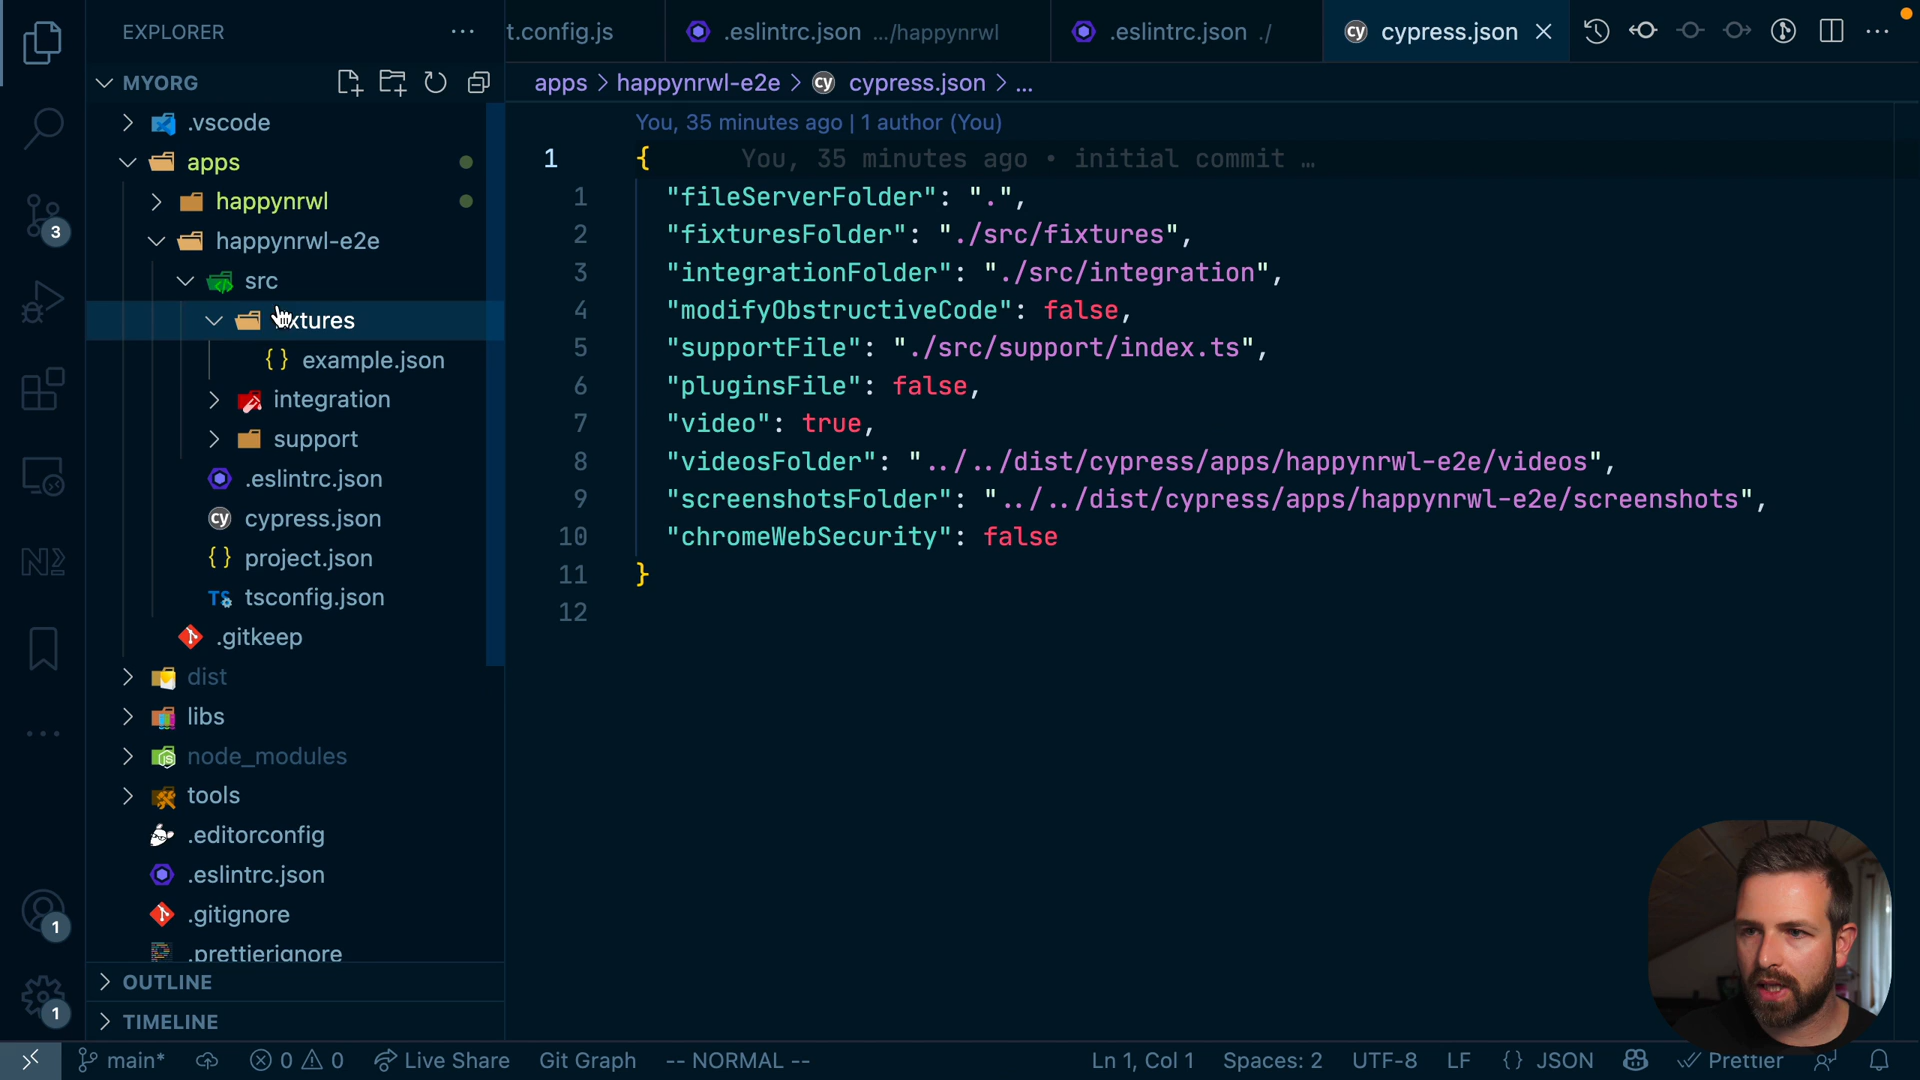 EXPLORER
t.config.js
.eslintrc.json .../happynrwl
.eslintrc.json ./
cypress.json
MYORG
apps > happynrwl-e2e > cypress.json > ...
.vscode
apps
happynrwl
happynrwl-e2e
src
xtures
example.json
integration
support
.eslintrc.json
cypress.json
project.json
tsconfig.json
.gitkeep
dist
libs
node_modules
tools
.editorconfig
.eslintrc.json
.gitignore
.prettierignore
OUTLINE
TIMELINE
3
1
1
You, 35 minutes ago | 1 author (You)
1 { You, 35 minutes ago • initial commit …
1 "fileServerFolder": ".",
2 "fixturesFolder": "./src/fixtures",
3 "integrationFolder": "./src/integration",
4 "modifyObstructiveCode": false,
5 "supportFile": "./src/support/index.ts",
6 "pluginsFile": false,
7 "video": true,
8 "videosFolder": "../../dist/cypress/apps/happynrwl-e2e/videos",
9 "screenshotsFolder": "../../dist/cypress/apps/happynrwl-e2e/screenshots",
10 "chromeWebSecurity": false
11 }
12
main* 0 0 Live Share Git Graph -- NORMAL -- Ln 1, Col 1 Spaces: 2 UTF-8 LF {} JSON Prettier